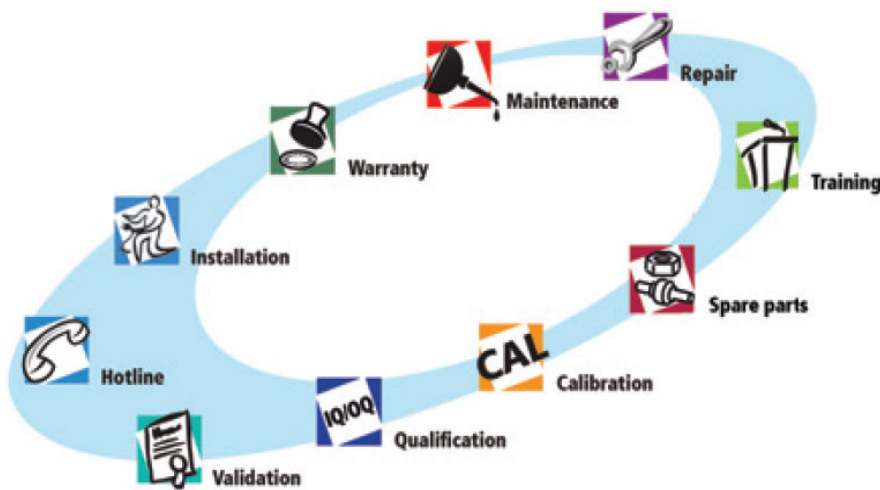 Repair
Maintenance
Warranty
Training
Installation
Spare parts
Hotline
CAL
Calibration
IQ/OQ
Qualification
Validation